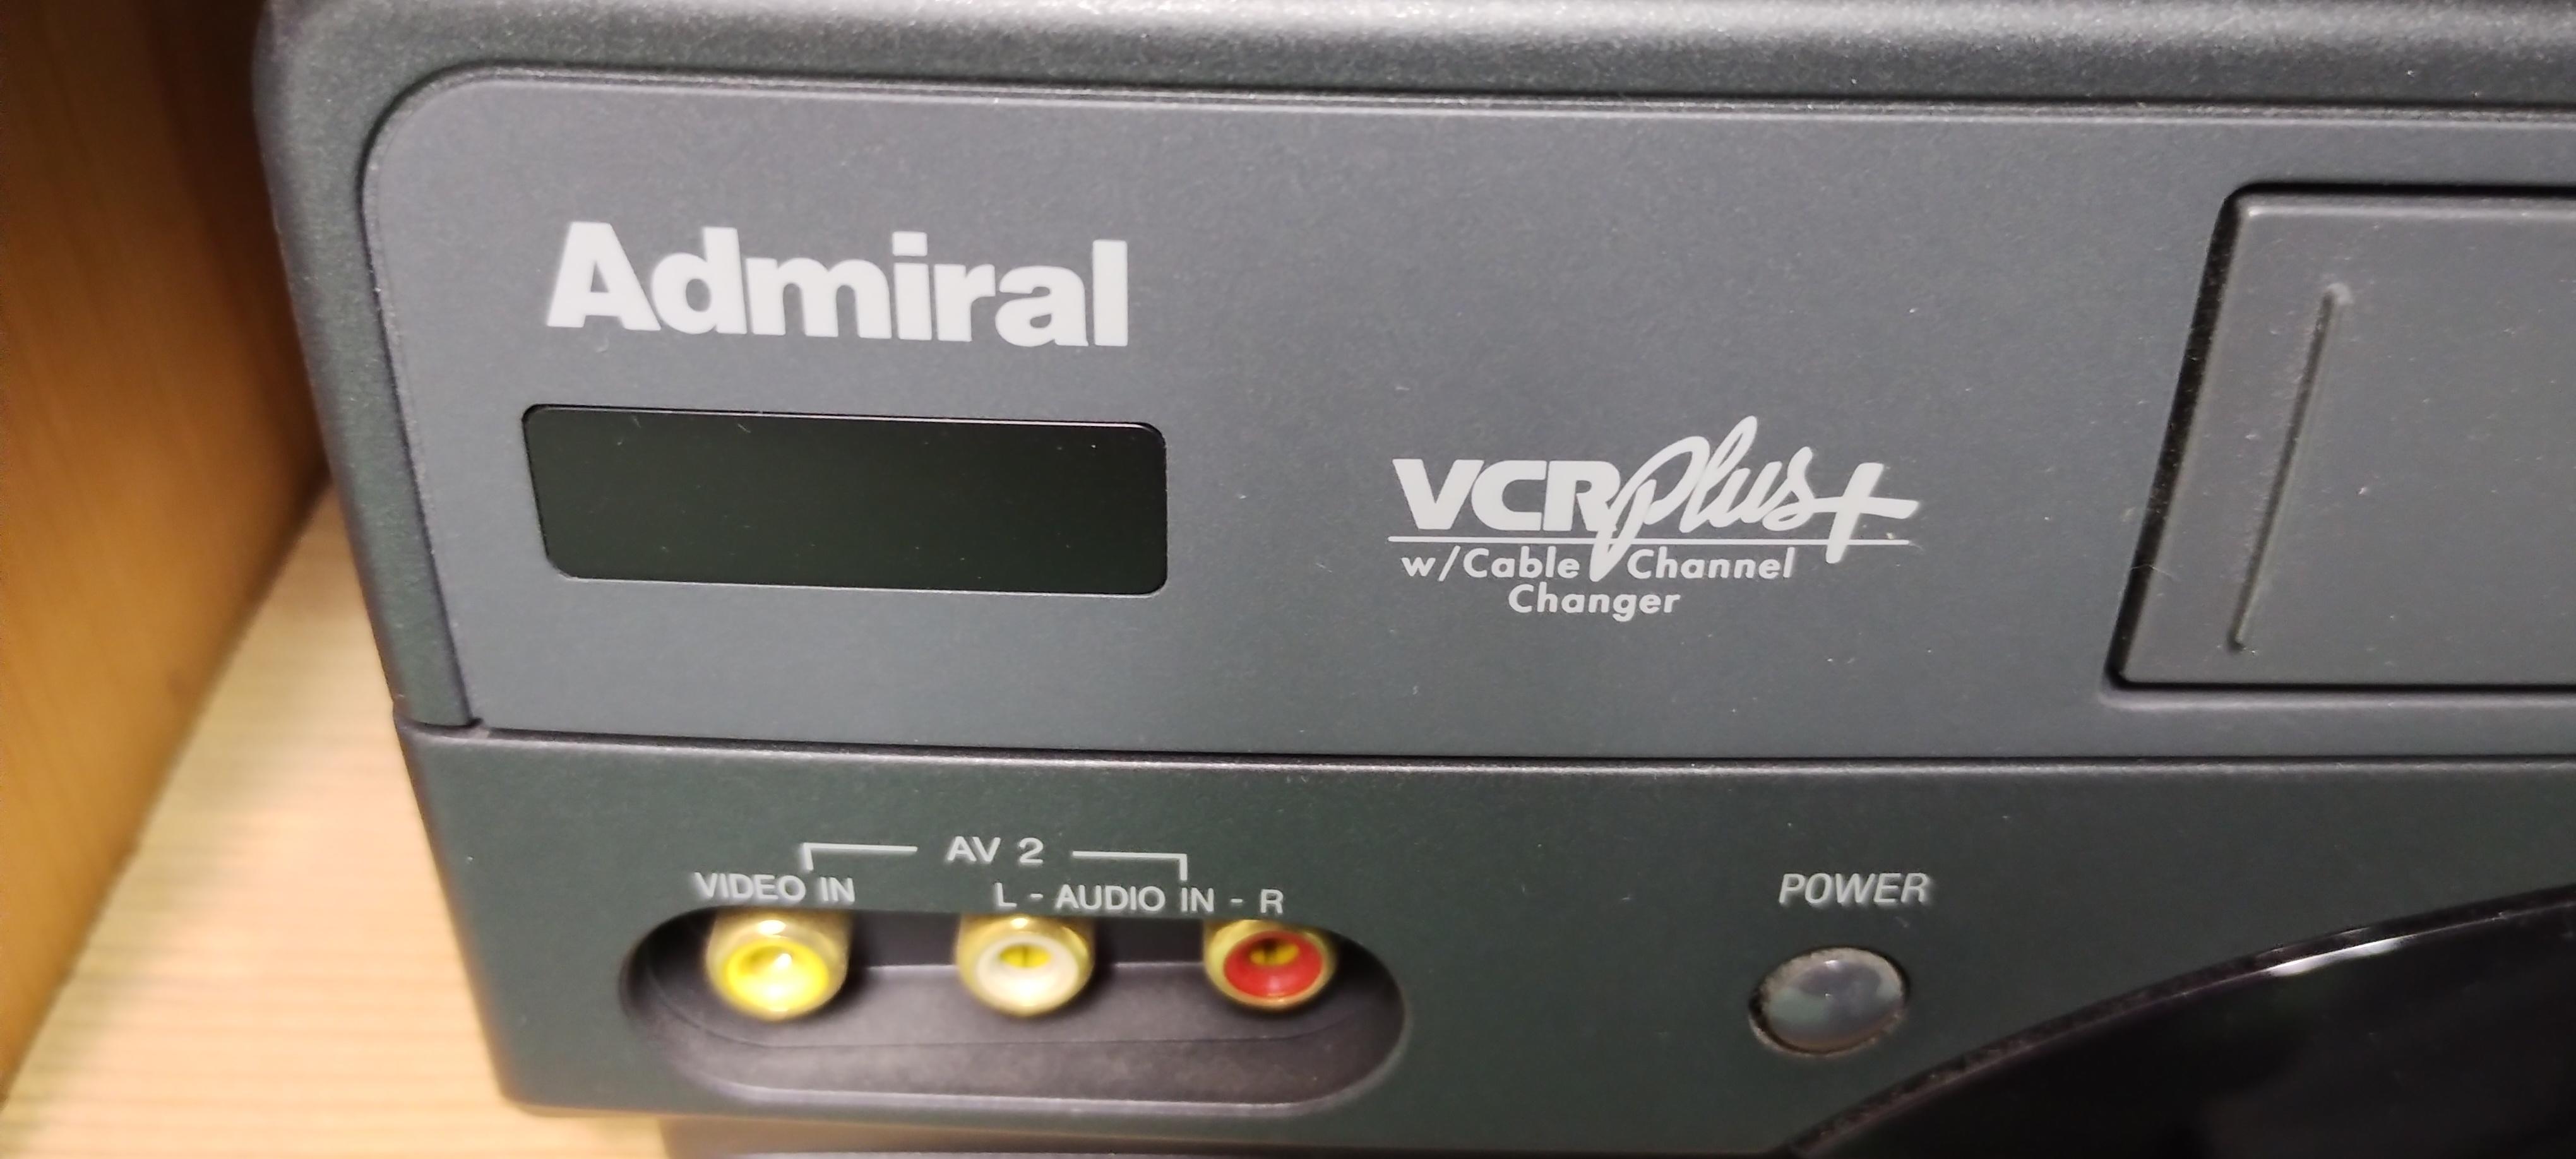 Admiral
VCRPlus+
w/Cable Channel
Changer
AV 2
VIDEO IN
L - AUDIO IN - R
POWER